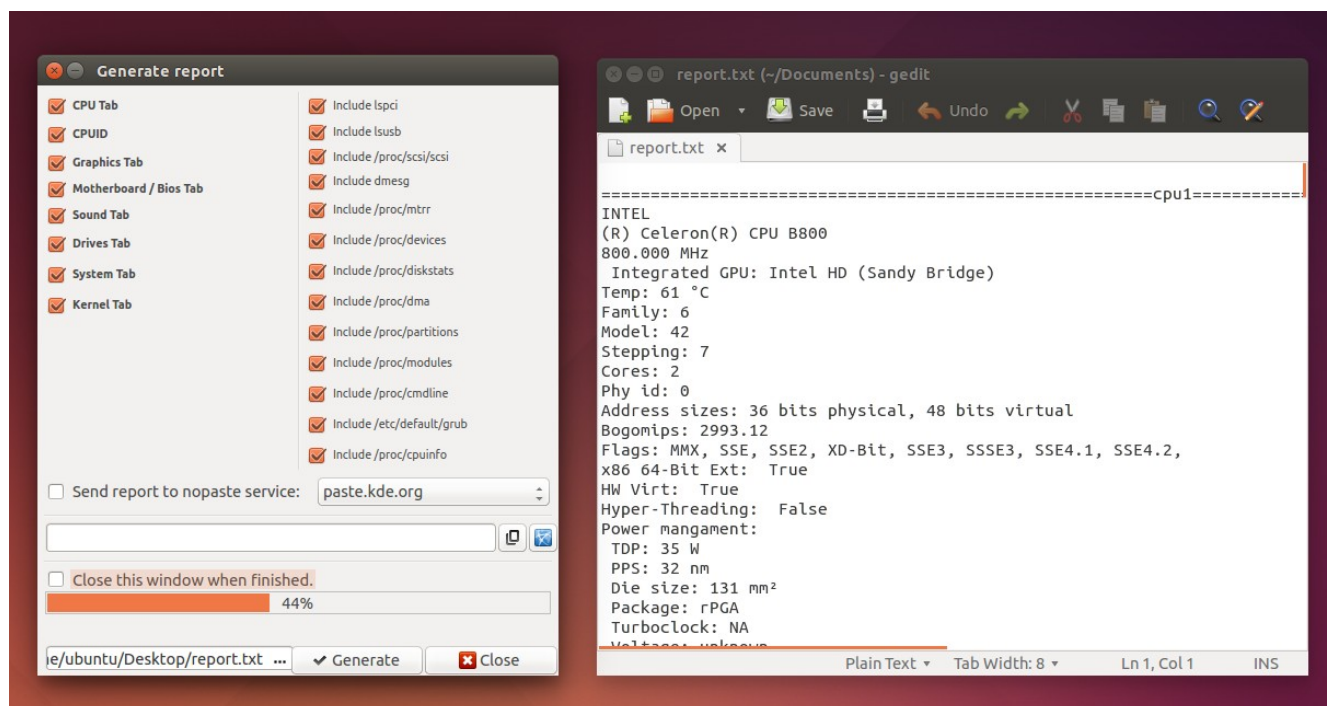 Generate report
CPU Tab
CPUID
Graphics Tab
Motherboard / Bios Tab
Sound Tab
Drives Tab
System Tab
Kernel Tab
Include lspci
Include lsusb
Include /proc/scsi/scsi
Include dmesg
Include /proc/mtrr
Include /proc/devices
Include /proc/diskstats
Include /proc/dma
Include /proc/partitions
Include /proc/modules
Include /proc/cmdline
Include /etc/default/grub
Include /proc/cpuinfo
Send report to nopaste service: paste.kde.org
Close this window when finished.
44%
e/ubuntu/Desktop/report.txt ... Generate Close
report.txt (~/Documents) - gedit
Open Save Undo
report.txt ×
=========================================================cpu1============
INTEL
(R) Celeron(R) CPU B800
800.000 MHz
Integrated GPU: Intel HD (Sandy Bridge)
Temp: 61 °C
Family: 6
Model: 42
Stepping: 7
Cores: 2
Phy id: 0
Address sizes: 36 bits physical, 48 bits virtual
Bogomips: 2993.12
Flags: MMX, SSE, SSE2, XD-Bit, SSE3, SSSE3, SSE4.1, SSE4.2,
x86 64-Bit Ext:  True
HW Virt:  True
Hyper-Threading:  False
Power mangament:
TDP: 35 W
PPS: 32 nm
Die size: 131 mm²
Package: rPGA
Turboclock: NA
Voltage: unknown
Plain Text Tab Width: 8 Ln 1, Col 1 INS